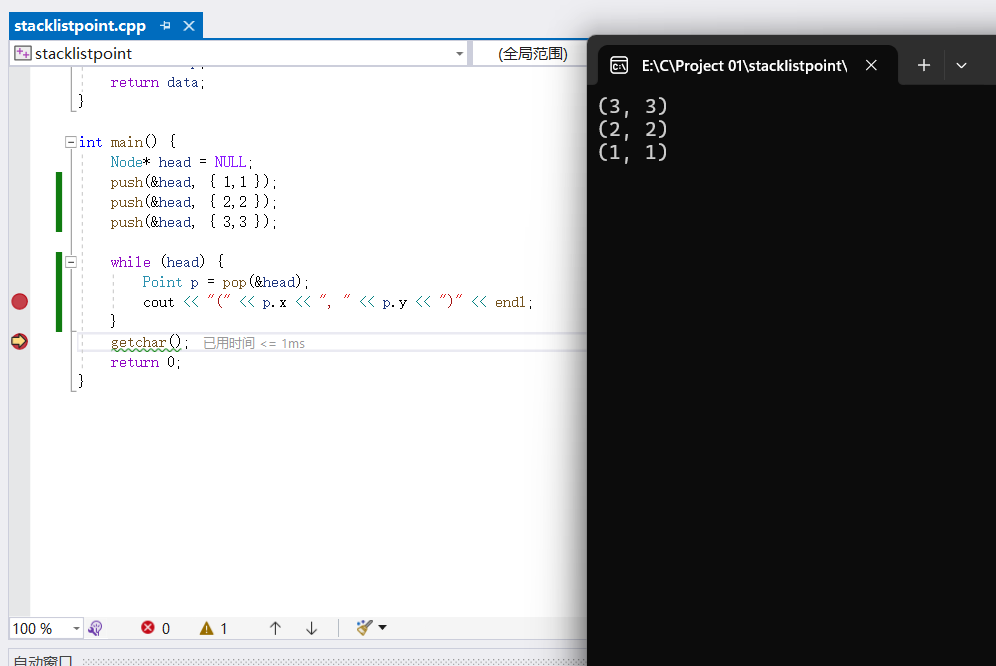 stacklistpoint.cpp
stacklistpoint
(全局范围)
return data;
}
int main() {
Node* head = NULL;
push(&head, { 1,1 });
push(&head, { 2,2 });
push(&head, { 3,3 });
while (head) {
Point p = pop(&head);
cout << "(" << p.x << ", " << p.y << ")" << endl;
}
getchar(); 已用时间 <= 1ms
return 0;
}
100 %
0
1
自动窗口
E:\C\Project 01\stacklistpoint\
(3, 3)
(2, 2)
(1, 1)